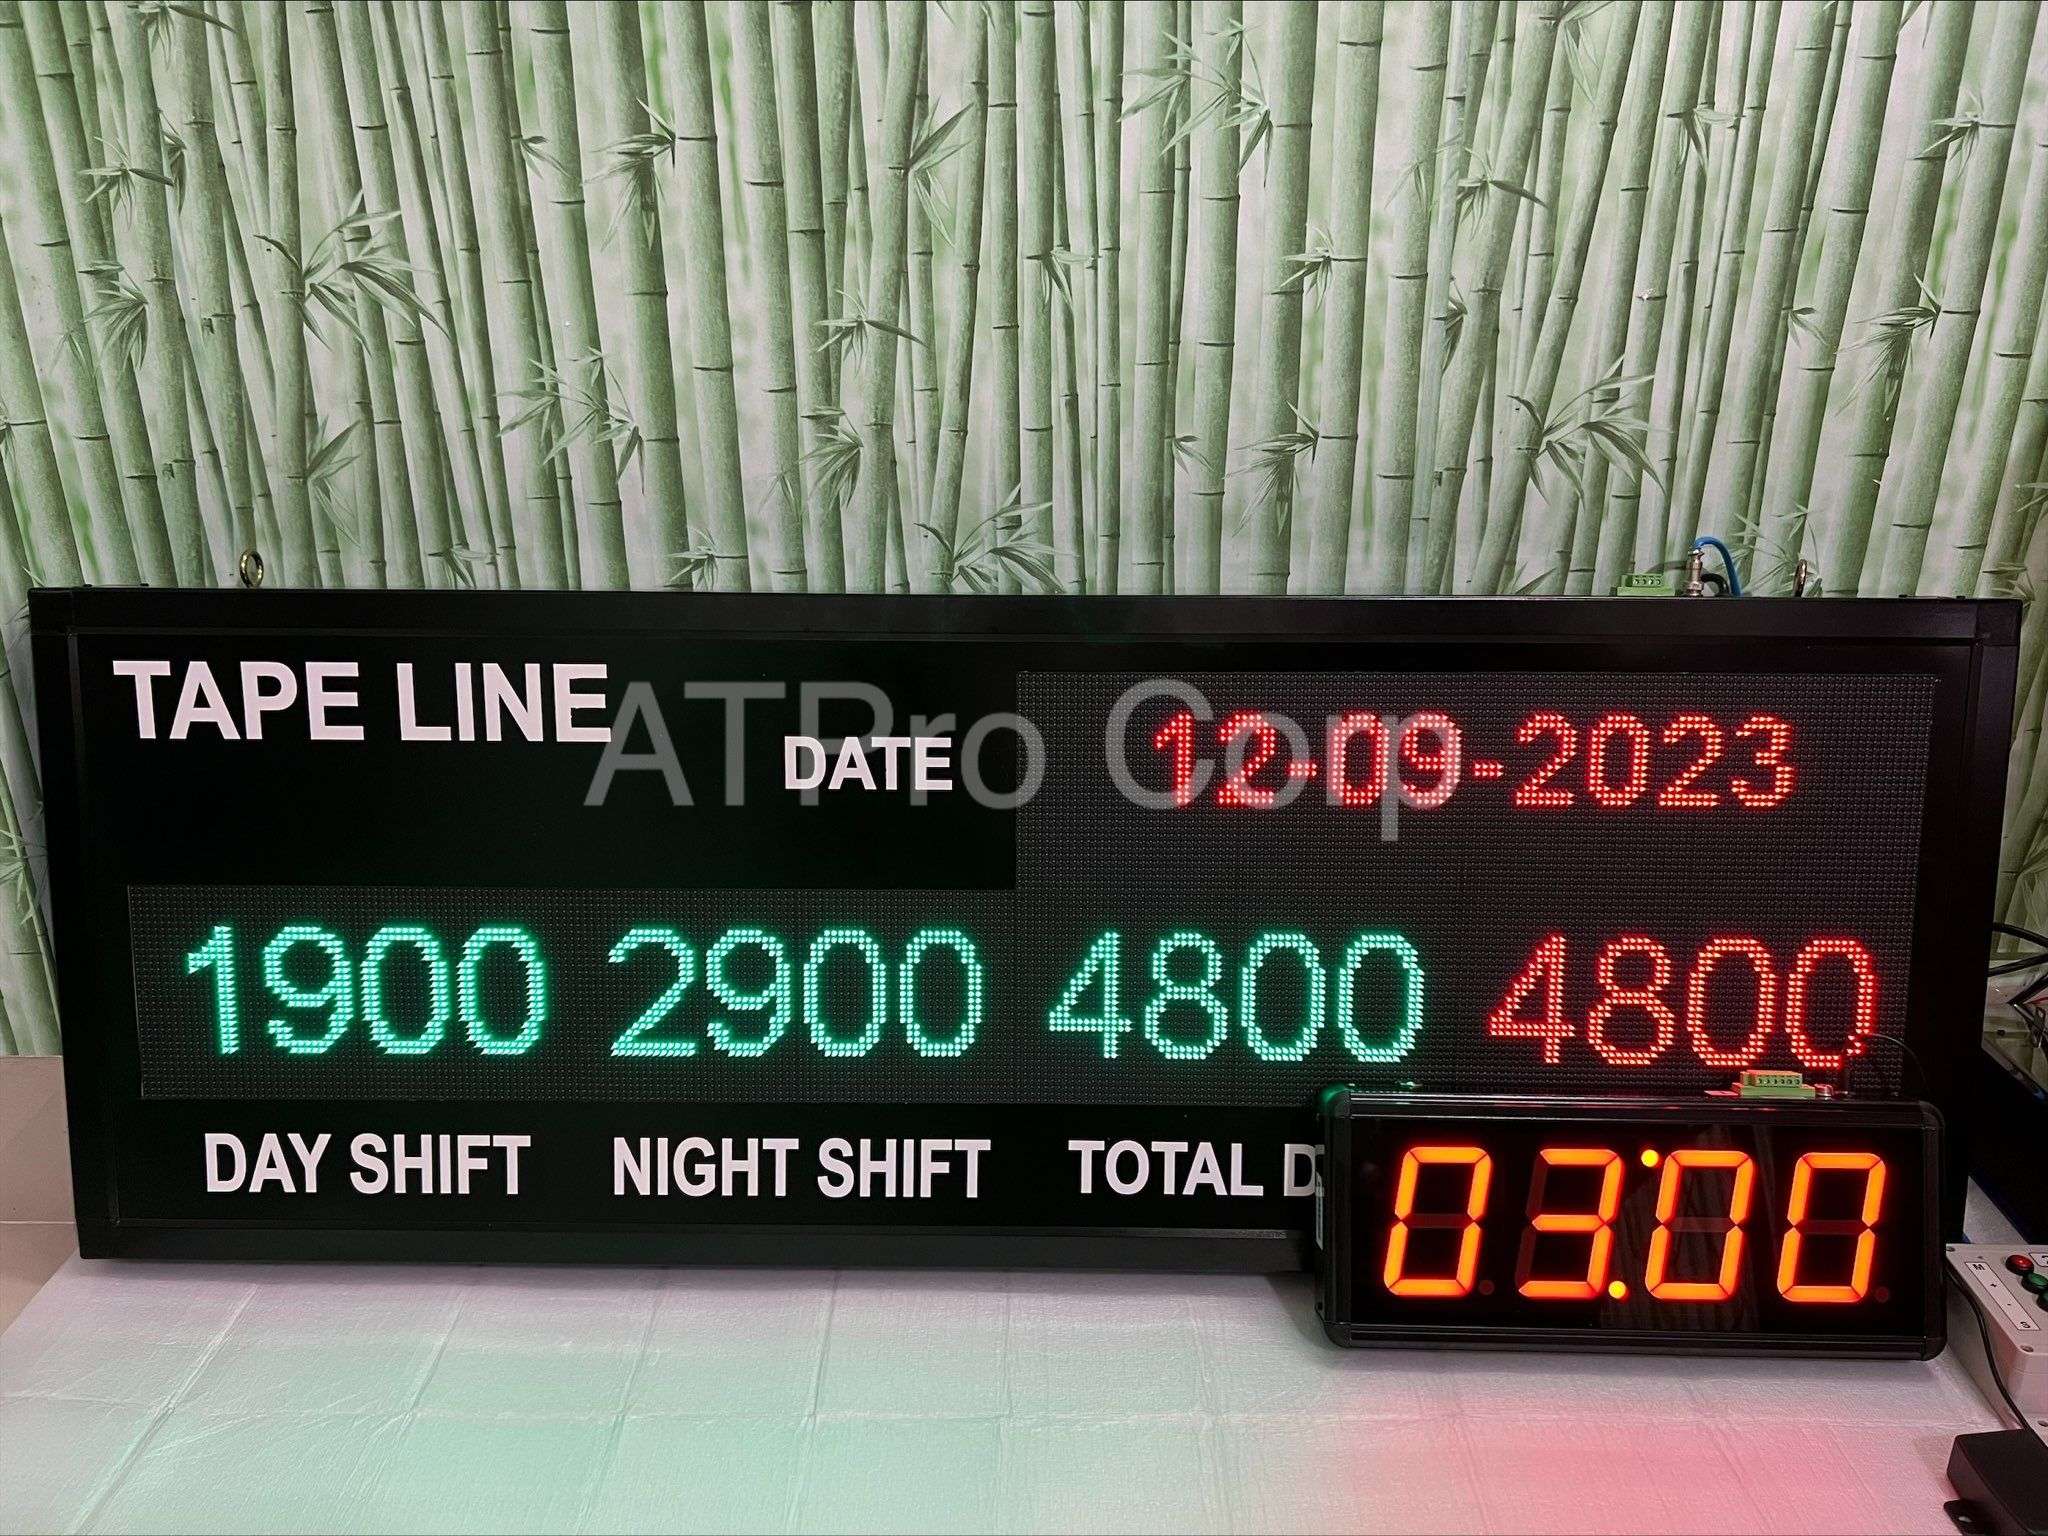 TAPE LINE
DATE 12-09-2023
ATPro Corp
1900 2900 4800 4800
DAY SHIFT NIGHT SHIFT TOTAL D
03:00
M
+
-